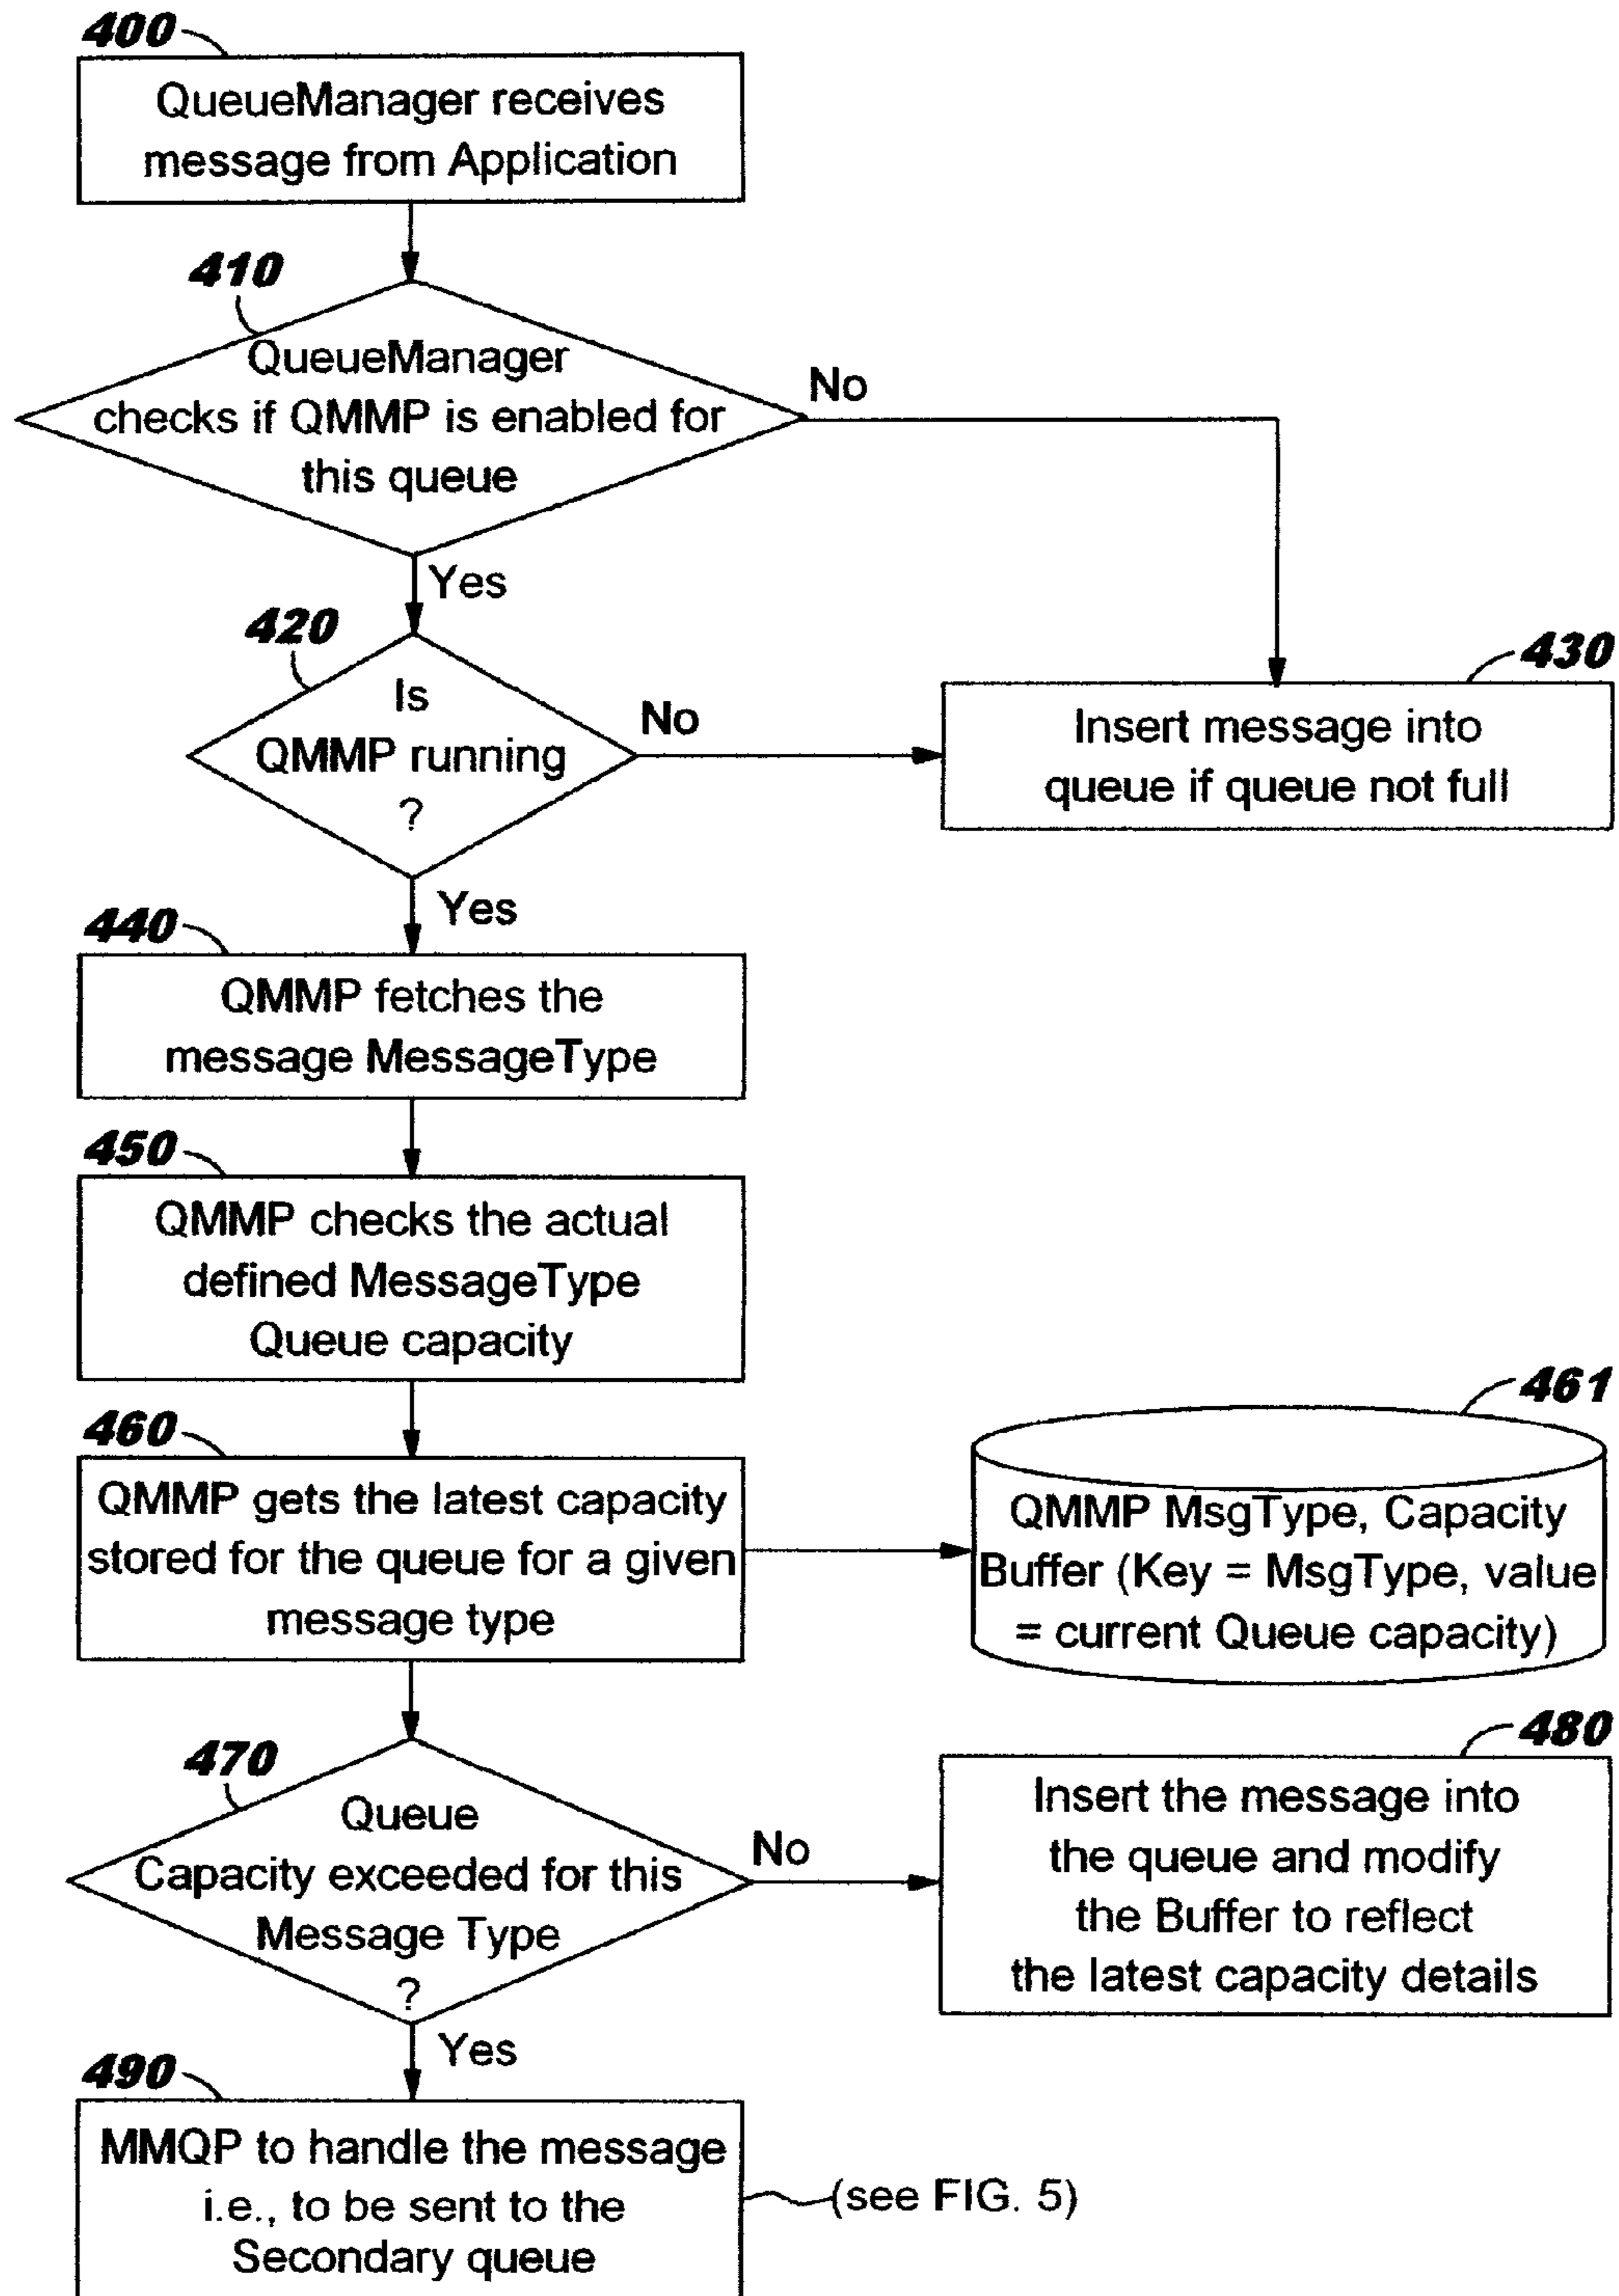 400
QueueManager receives
message from Application
410
QueueManager
checks if QMMP is enabled for
this queue
No
Yes
420
Is
QMMP running
?
No
430
Insert message into
queue if queue not full
Yes
440
QMMP fetches the
message MessageType
450
QMMP checks the actual
defined MessageType
Queue capacity
460
QMMP gets the latest capacity
stored for the queue for a given
message type
461
QMMP MsgType, Capacity
Buffer (Key = MsgType, value
= current Queue capacity)
470
Queue
Capacity exceeded for this
Message Type
?
No
480
Insert the message into
the queue and modify
the Buffer to reflect
the latest capacity details
Yes
490
MMQP to handle the message
i.e., to be sent to the
Secondary queue
(see FIG. 5)